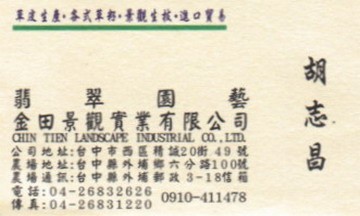 草皮生產•各式草籽•景觀生技•進口貿易
胡志昌
翡翠園藝
金田景觀實業有限公司
CHIN TIEN LANDSCAPE INDUSTRIAL CO., LTD.
公司地址:台中市西區精誠20街49號
農場地址:台中縣外埔鄉六分路100號
農場通訊:台中縣外埔郵政3-18信箱
電話:04-26832626
傳真:04-26831220 0910-411478